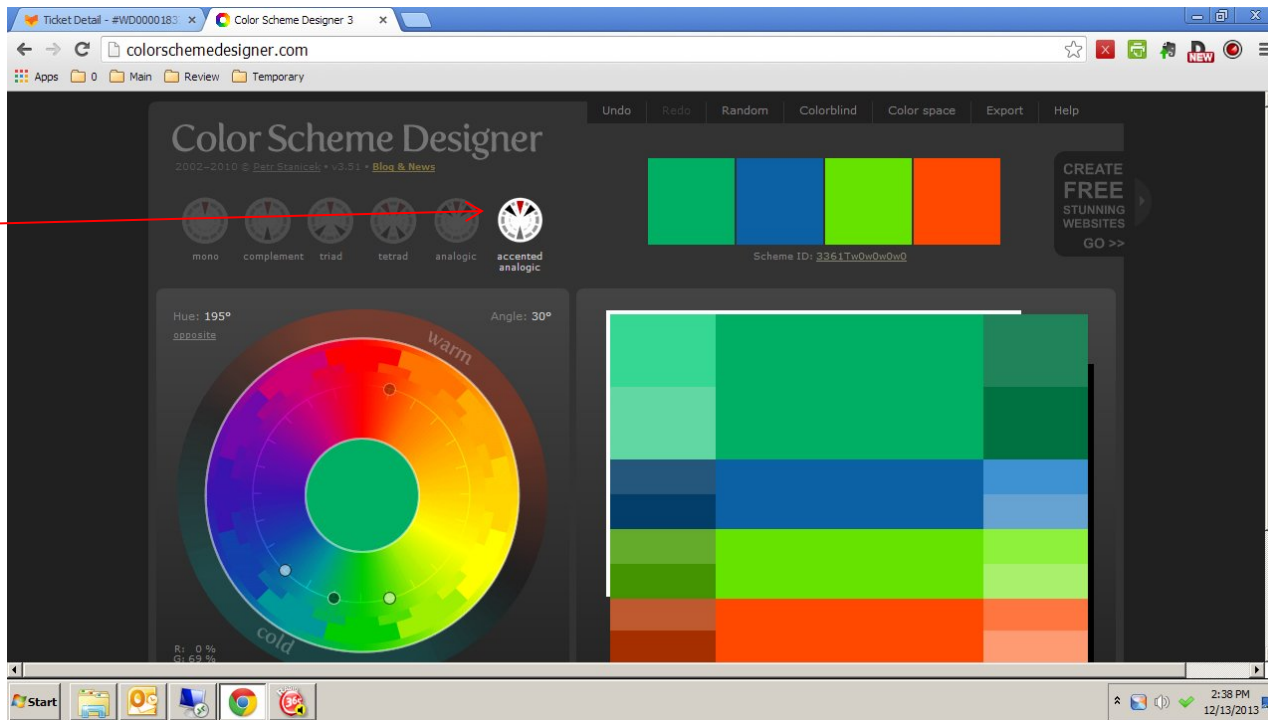 Ticket Detail - #WD0000183
Color Scheme Designer 3
colorschemedesigner.com
NEW
Apps 0 Main Review Temporary
Undo Redo Random Colorblind Color space Export Help
Color Scheme Designer
2002–2010 © Petr Stanicek • v3.51 • Blog & News
CREATE
FREE
STUNNING
WEBSITES
GO >>
mono complement triad tetrad analogic accented
analogic
Scheme ID: 3361Tw0w0w0w0
Hue: 195° Angle: 30°
opposite
warm
cold
R: 0 %
G: 69 %
Start
2:38 PM
12/13/2013